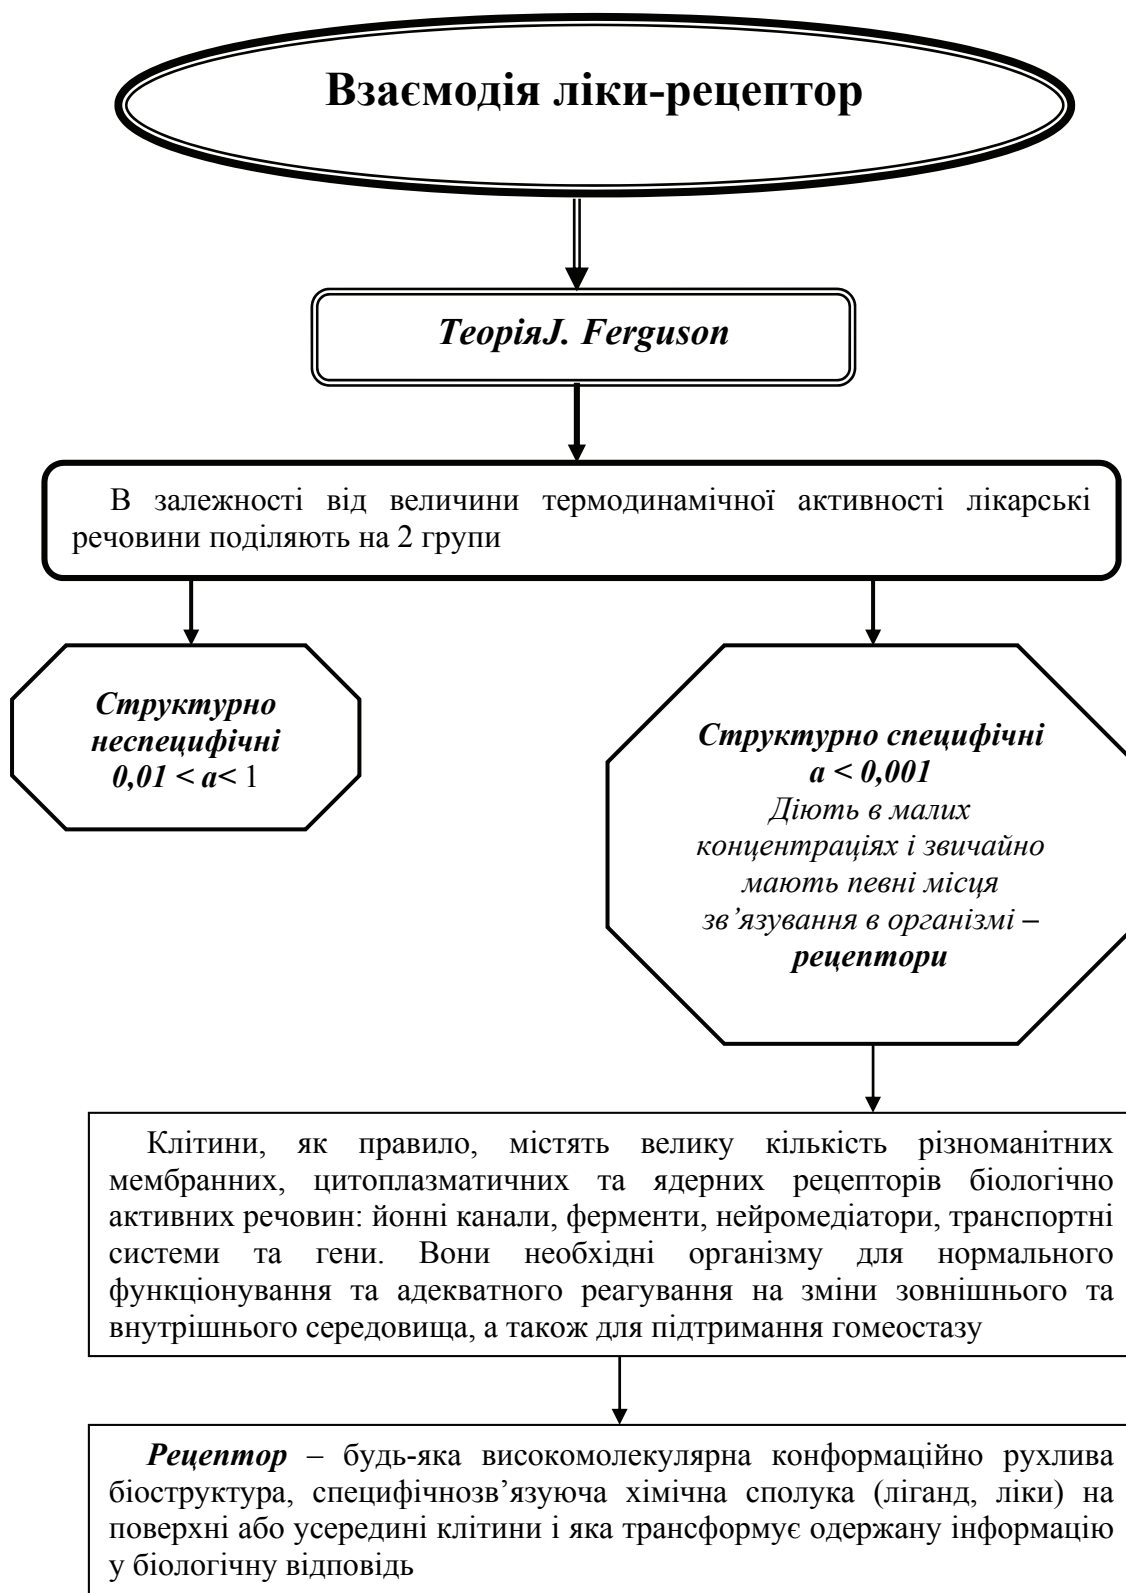 Взаємодія ліки-рецептор
ТеоріяJ. Ferguson
В залежності від величини термодинамічної активності лікарські
речовини поділяють на 2 групи
Структурно
неспецифічні
0,01 < a< 1
Структурно специфічні
a < 0,001
Діють в малих
концентраціях і звичайно
мають певні місця
зв’язування в організмі –
рецептори
Клітини, як правило, містять велику кількість різноманітних
мембранних, цитоплазматичних та ядерних рецепторів біологічно
активних речовин: йонні канали, ферменти, нейромедіатори, транспортні
системи та гени. Вони необхідні організму для нормального
функціонування та адекватного реагування на зміни зовнішнього та
внутрішнього середовища, а також для підтримання гомеостазу
Рецептор – будь-яка високомолекулярна конформаційно рухлива
біоструктура, специфічнозв’язуюча хімічна сполука (ліганд, ліки) на
поверхні або усередині клітини і яка трансформує одержану інформацію
у біологічну відповідь